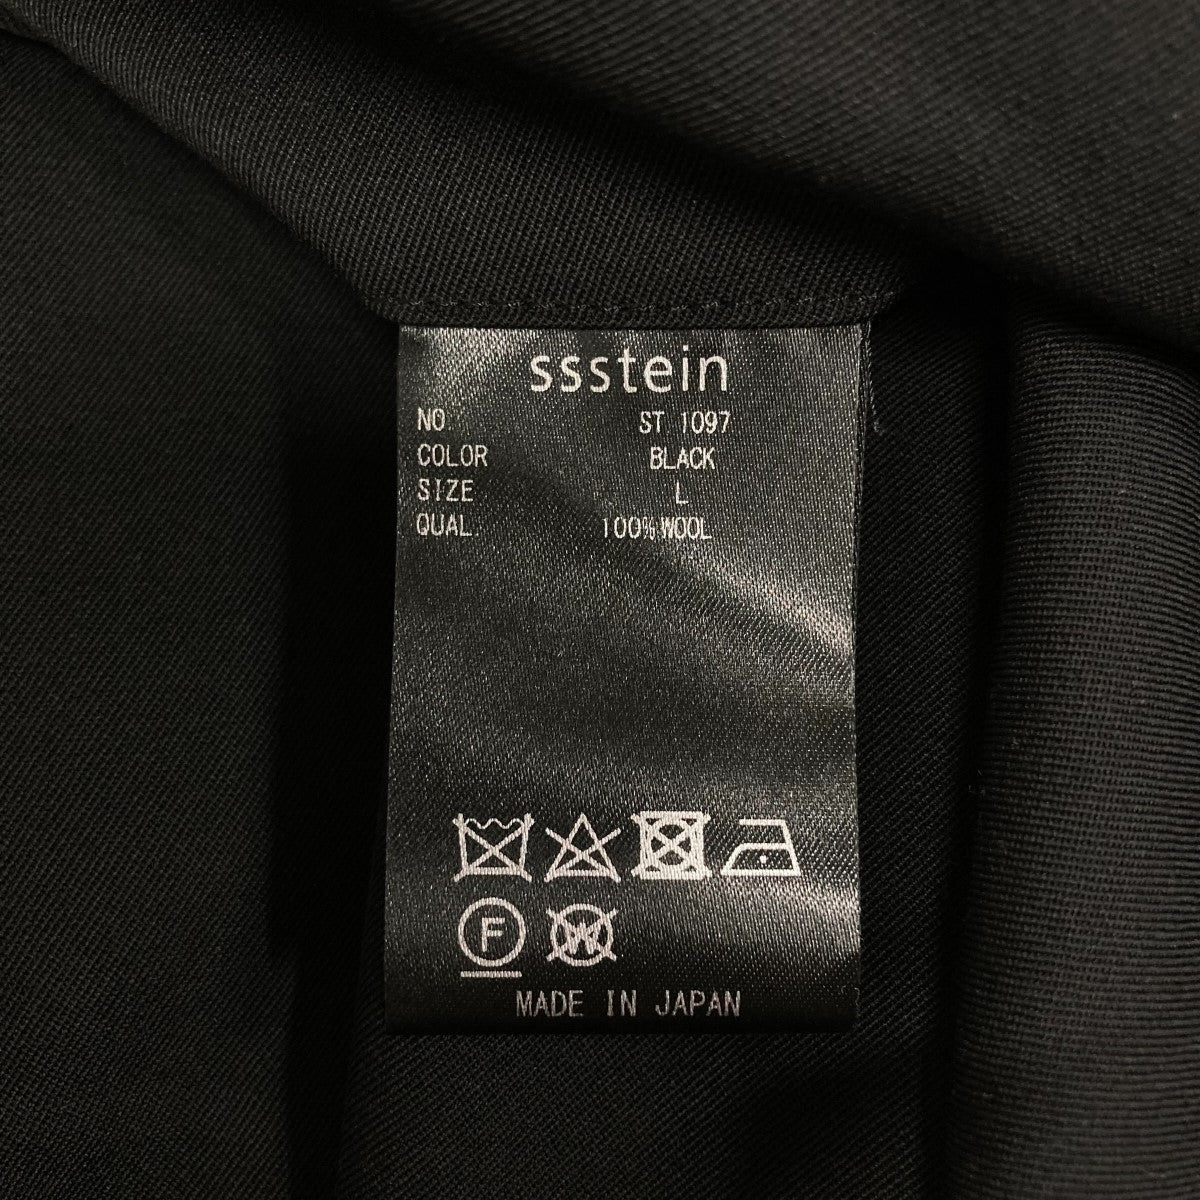 ssstein
NO. ST 1097
COLOR BLACK
SIZE L
QUAL. 100% WOOL
F
W
MADE IN JAPAN